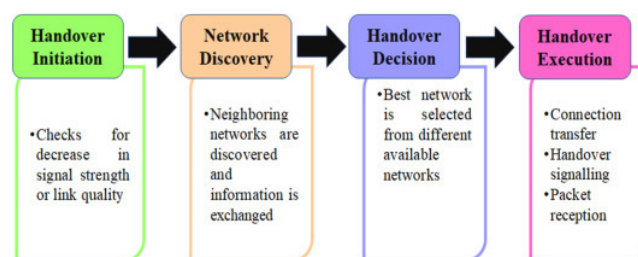 Handover
Initiation
•Checks for
decrease in
signal strength
or link quality
Network
Discovery
•Neighboring
networks are
discovered
and
information is
exchanged
Handover
Decision
•Best network
is selected
from different
available
networks
Handover
Execution
•Connection
transfer
•Handover
signalling
•Packet
reception